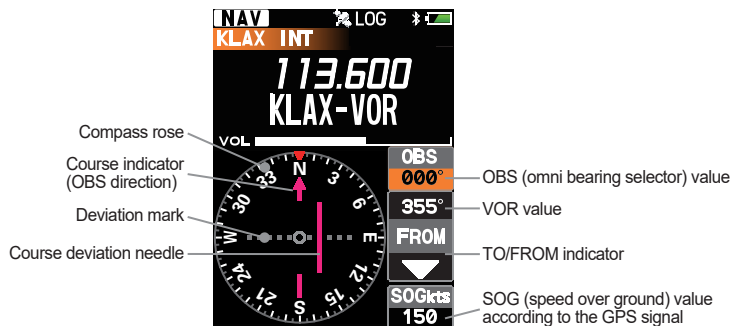 NAV LOG
KLAX INT
113.600
KLAX-VOR
VOL
Compass rose
Course indicator
(OBS direction)
Deviation mark
Course deviation needle
N
33
3
30
6
W
E
24
12
21
15
S
OBS
000°
355°
FROM
SOGkts
150
OBS (omni bearing selector) value
VOR value
TO/FROM indicator
SOG (speed over ground) value
according to the GPS signal